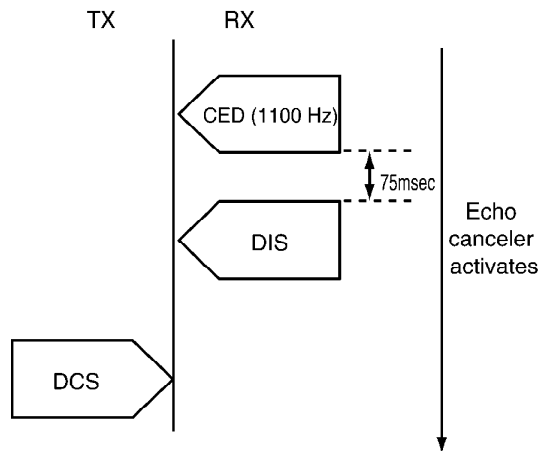 TX
RX
CED (1100 Hz)
75msec
DIS
Echo
canceler
activates
DCS